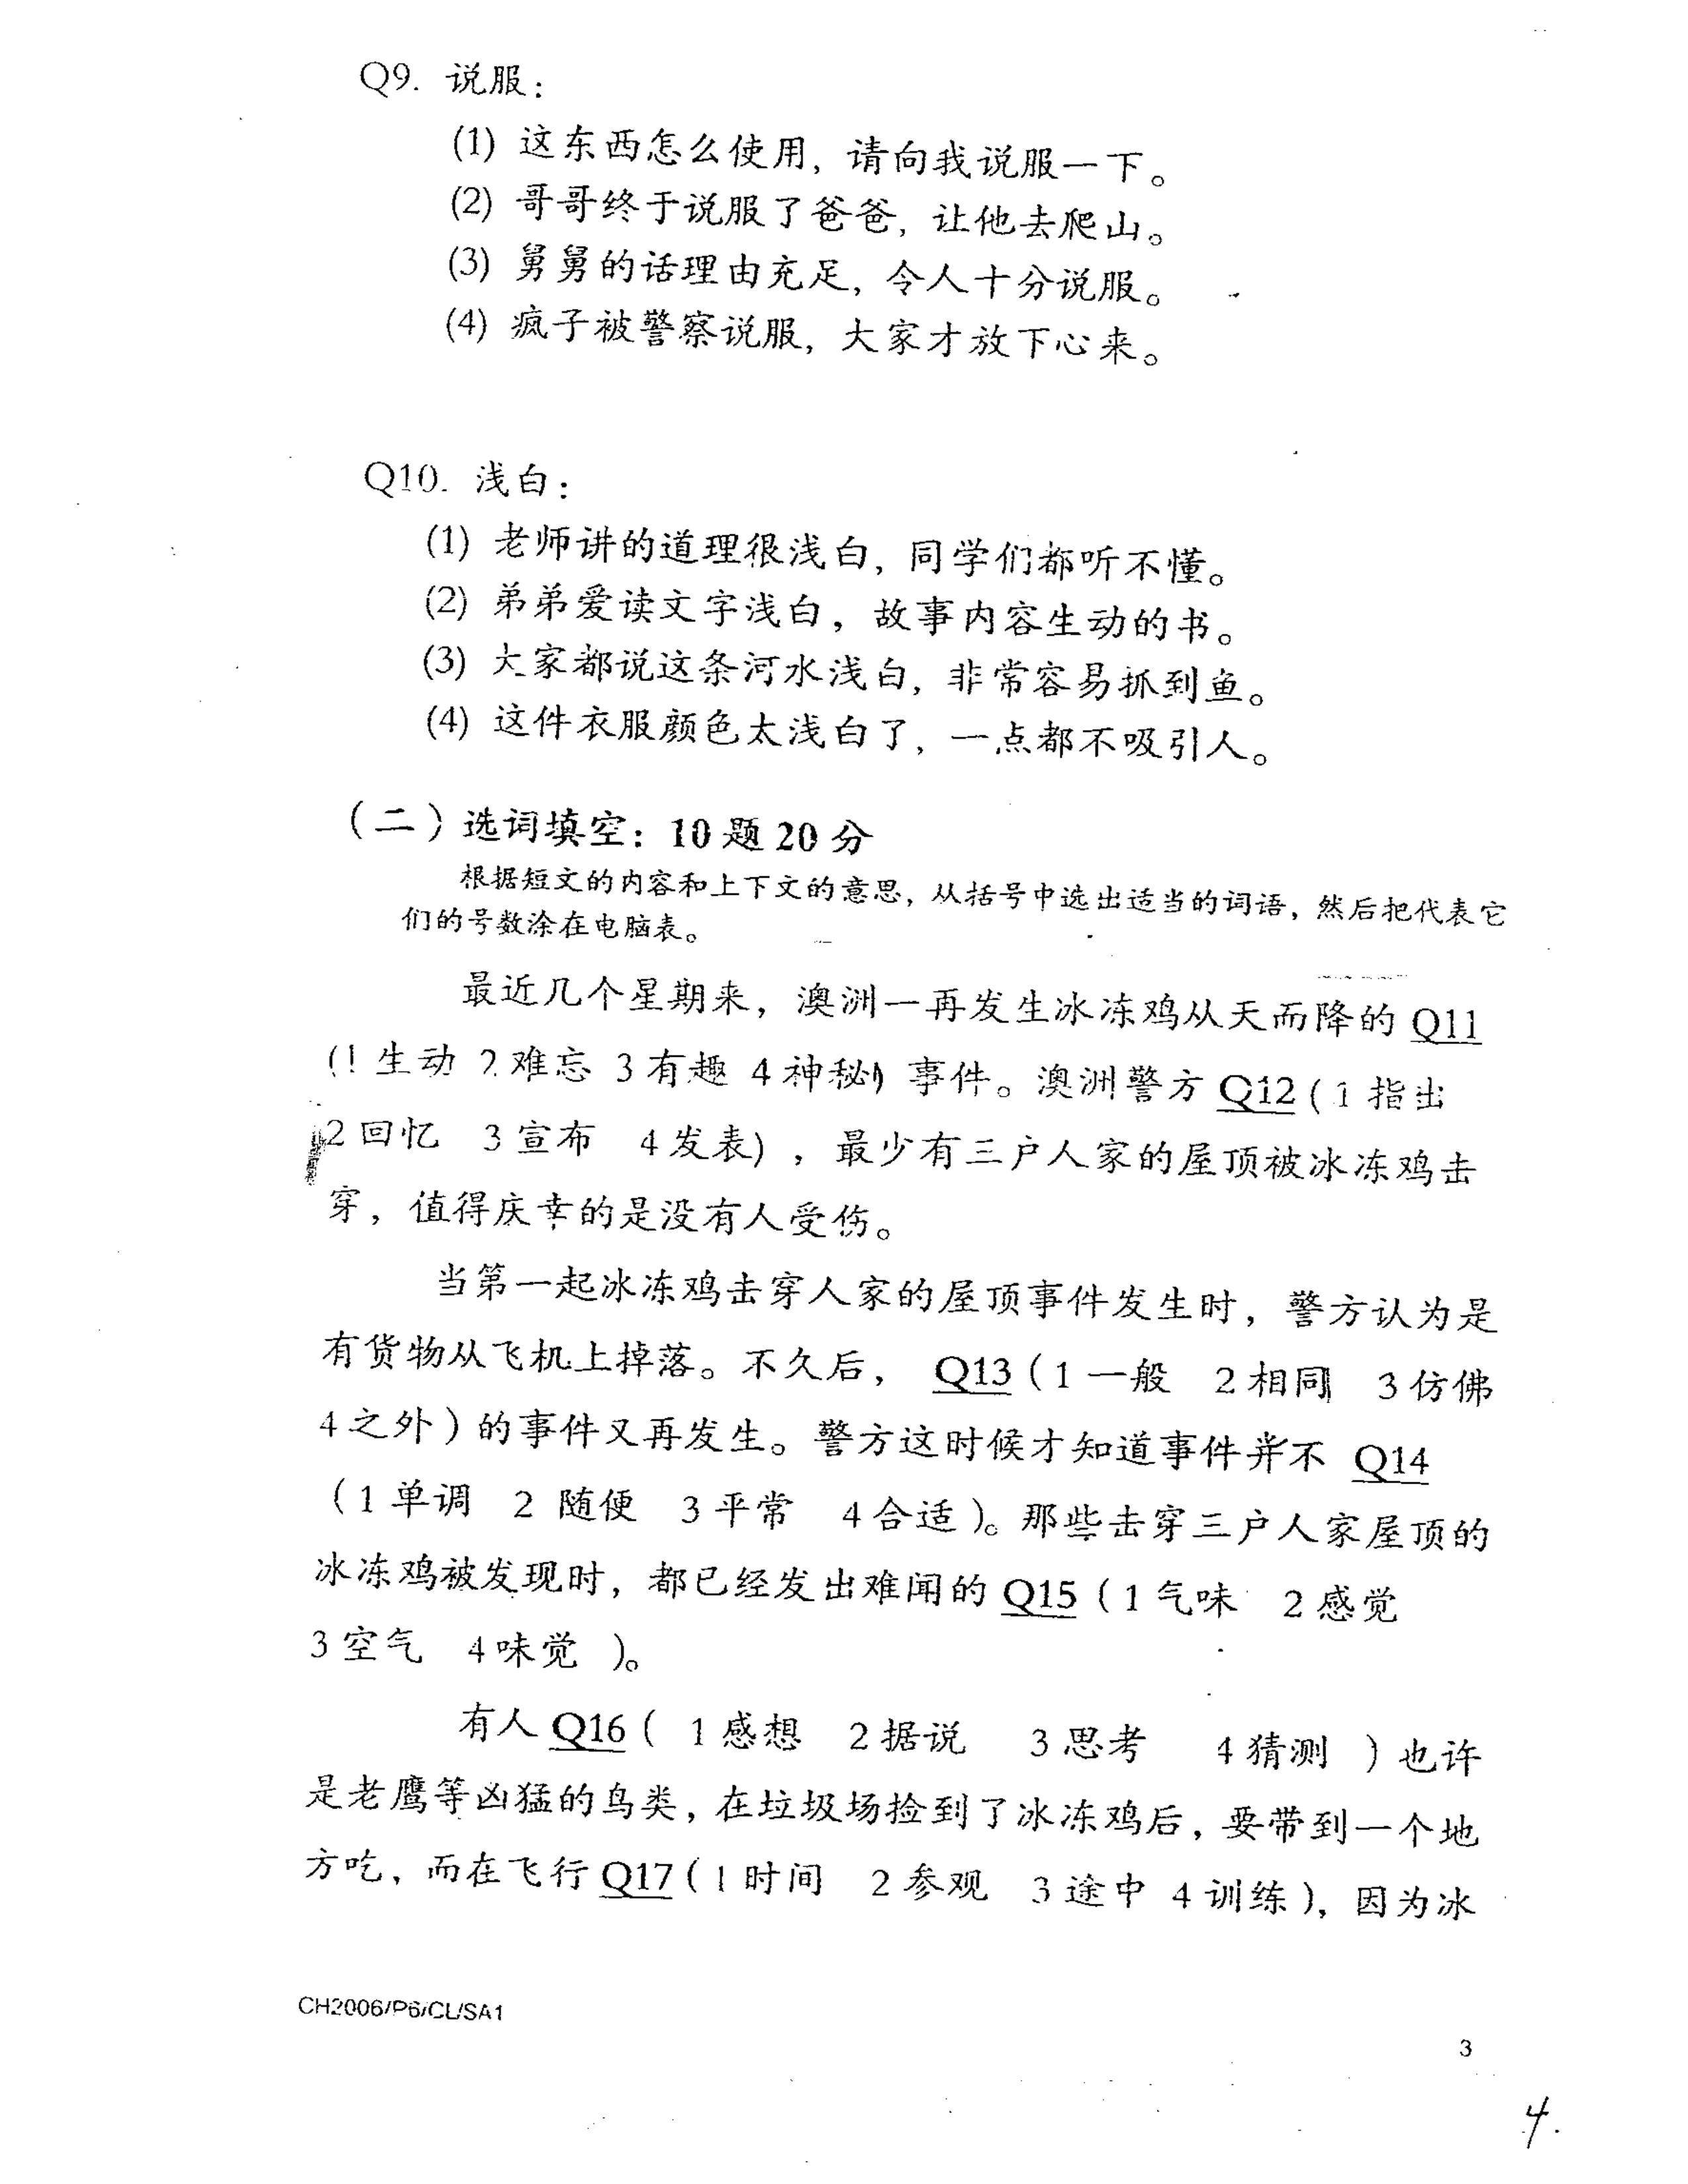 Q9. 说服：
(1) 这东西怎么使用，请向我说服一下。
(2) 哥哥终于说服了爸爸，让他去爬山。
(3) 舅舅的话理由充足，令人十分说服。
(4) 疯子被警察说服，大家才放下心来。
Q10. 浅白：
(1) 老师讲的道理很浅白，同学们都听不懂。
(2) 弟弟爱读文字浅白，故事内容生动的书。
(3) 大家都说这条河水浅白，非常容易抓到鱼。
(4) 这件衣服颜色太浅白了，一点都不吸引人。
（二）选词填空：10题20分
根据短文的内容和上下文的意思，从括号中选出适当的词语，然后把代表它
们的号数涂在电脑表。
最近几个星期来，澳洲一再发生冰冻鸡从天而降的 Q11
(1 生动 2 难忘 3 有趣 4 神秘) 事件。澳洲警方 Q12 ( 1 指出
2 回忆 3 宣布 4 发表) ，最少有三户人家的屋顶被冰冻鸡击
穿，值得庆幸的是没有人受伤。
当第一起冰冻鸡击穿人家的屋顶事件发生时，警方认为是
有货物从飞机上掉落。不久后， Q13 ( 1 一般 2 相同 3 仿佛
4 之外 ) 的事件又再发生。警方这时候才知道事件并不 Q14
( 1 单调 2 随便 3 平常 4 合适 )。那些击穿三户人家屋顶的
冰冻鸡被发现时，都已经发出难闻的 Q15 ( 1 气味 2 感觉
3 空气 4 味觉 )。
有人 Q16 ( 1 感想 2 据说 3 思考 4 猜测 ) 也许
是老鹰等凶猛的鸟类，在垃圾场捡到了冰冻鸡后，要带到一个地
方吃，而在飞行 Q17 ( 1 时间 2 参观 3 途中 4 训练 )，因为冰
CH2006/P6/CL/SA1
3
4.